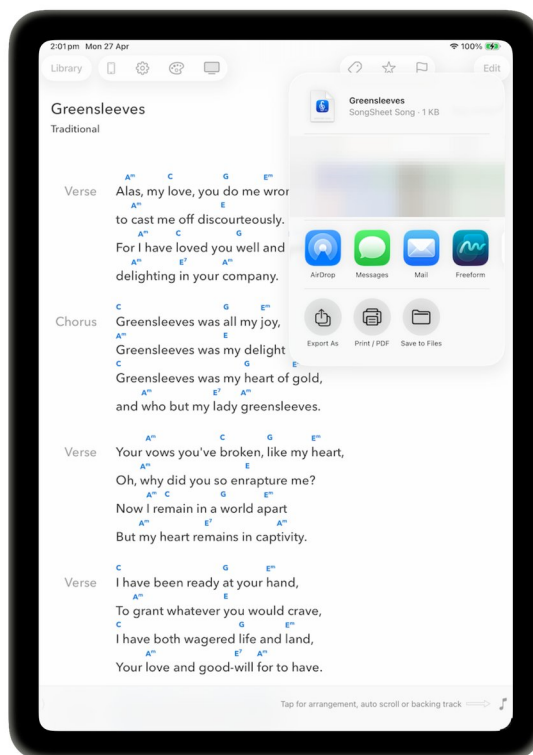 2:01 pm Mon 27 Apr
100%
Library
Edit
Greensleeves
Traditional
Greensleeves
SongSheet Song · 1 KB
AirDrop
Messages
Mail
Freeform
Export As
Print / PDF
Save to Files
Am C G Em
Verse Alas, my love, you do me
Am E
to cast me off discourteously.
Am C G
For I have loved you well and
Am E7 Am
delighting in your company.
C G Em
Chorus Greensleeves was all my joy,
Am E
Greensleeves was my delight
C G
Greensleeves was my heart of gold,
Am E7 Am
and who but my lady greensleeves.
Am C G Em
Verse Your vows you've broken, like my heart,
Am E
Oh, why did you so enrapture me?
Am C G Em
Now I remain in a world apart
Am E7 Am
But my heart remains in captivity.
C G Em
Verse I have been ready at your hand,
Am E
To grant whatever you would crave,
C G Em
I have both wagered life and land,
Am E7 Am
Your love and good-will for to have.
Tap for arrangement, auto scroll or backing track